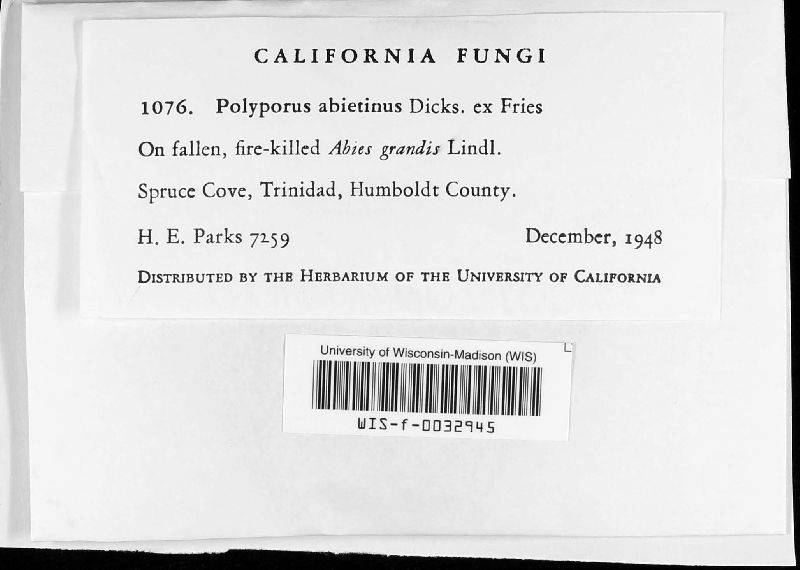 CALIFORNIA FUNGI
1076. Polyporus abietinus Dicks. ex Fries
On fallen, fire-killed Abies grandis Lindl.
Spruce Cove, Trinidad, Humboldt County.
H. E. Parks 7259 December, 1948
DISTRIBUTED BY THE HERBARIUM OF THE UNIVERSITY OF CALIFORNIA
University of Wisconsin-Madison (WIS)
WIS-f-0032945